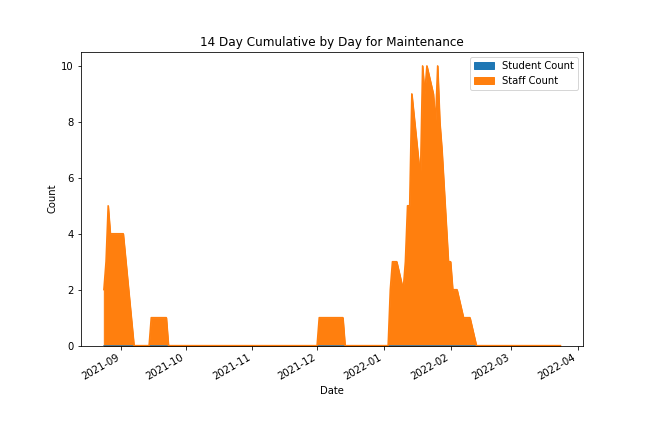 14 Day Cumulative by Day for Maintenance
Student Count
Staff Count
10
8
6
4
2
0
Count
2021-09
2021-10
2021-11
2021-12
2022-01
2022-02
2022-03
2022-04
Date